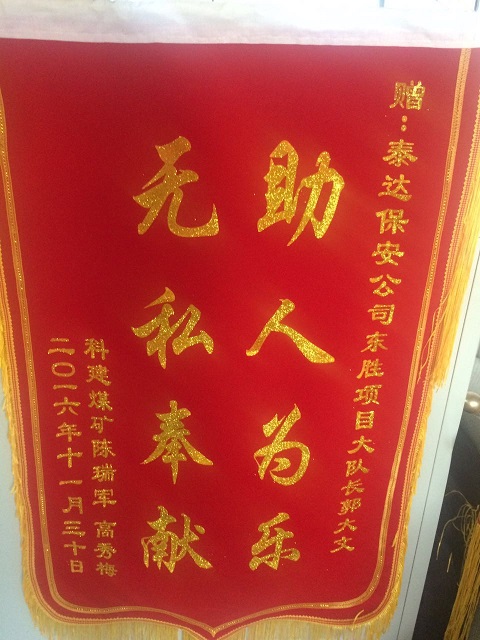 赠：泰达保安公司东胜项目大队长郭大文
助人为乐
无私奉献
科建煤矿陈瑞军 高秀梅
二〇一六年十一月三十日